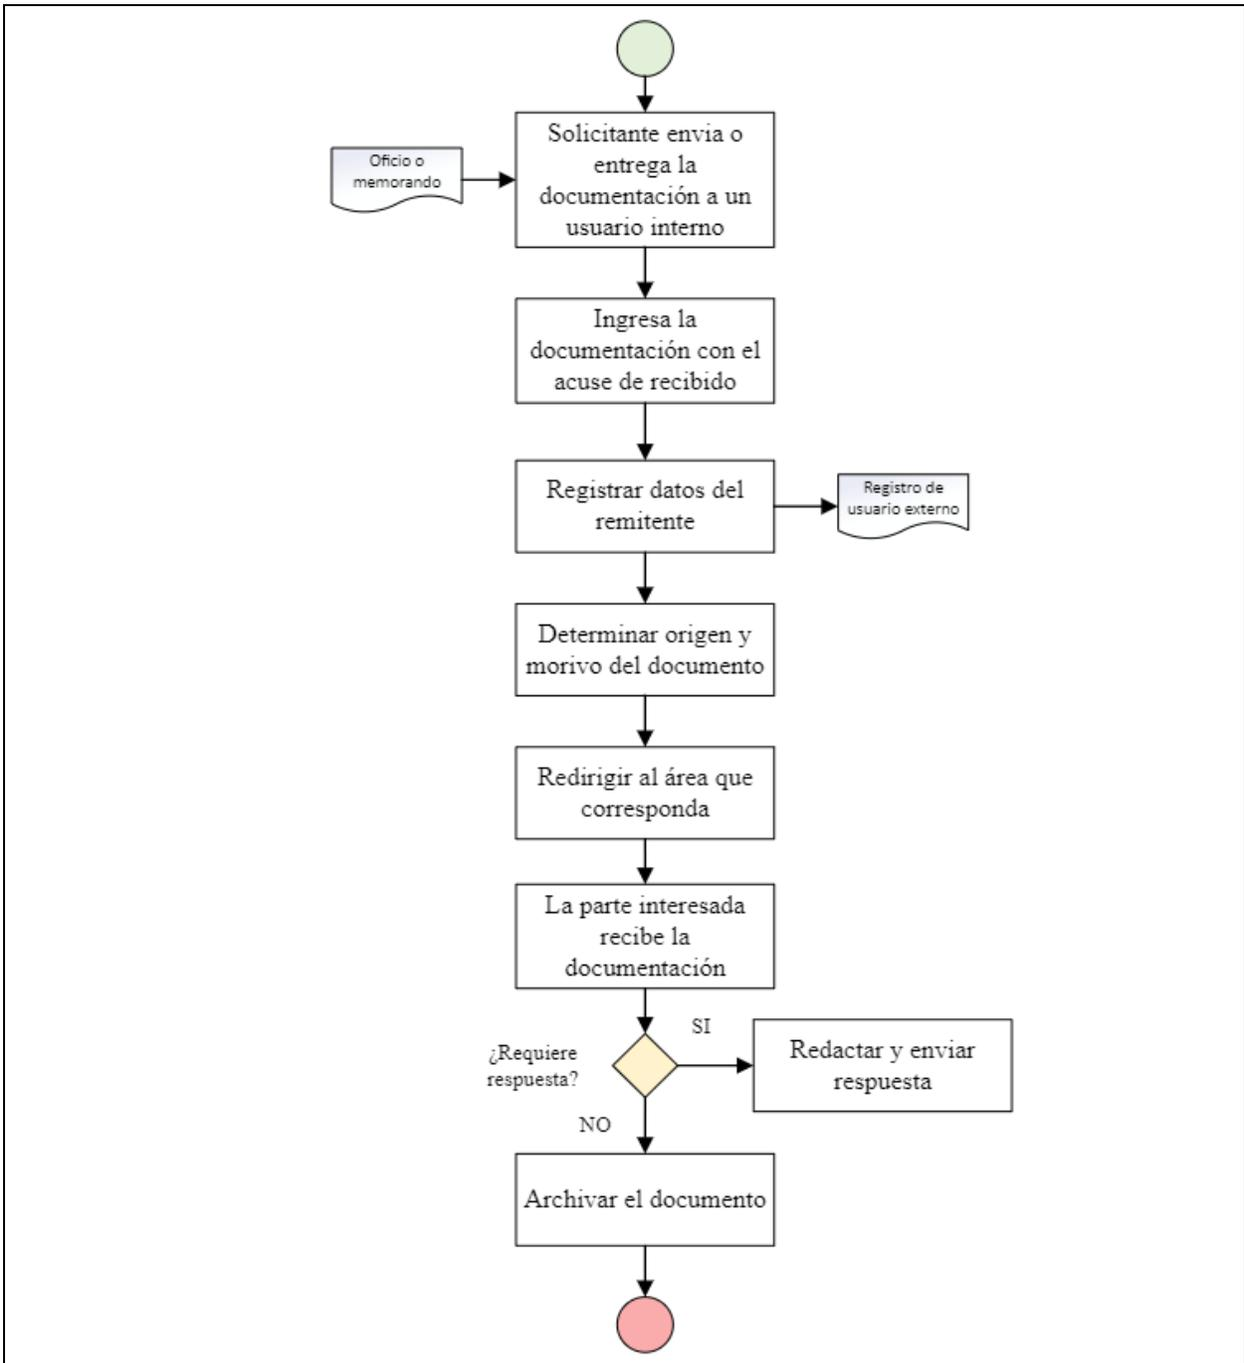 Solicitante envia o
entrega la
documentación a un
usuario interno
Oficio o
memorando
Ingresa la
documentación con el
acuse de recibido
Registrar datos del
remitente
Registro de
usuario externo
Determinar origen y
morivo del documento
Redirigir al área que
corresponda
La parte interesada
recibe la
documentación
¿Requiere
respuesta?
SI
Redactar y enviar
respuesta
NO
Archivar el documento